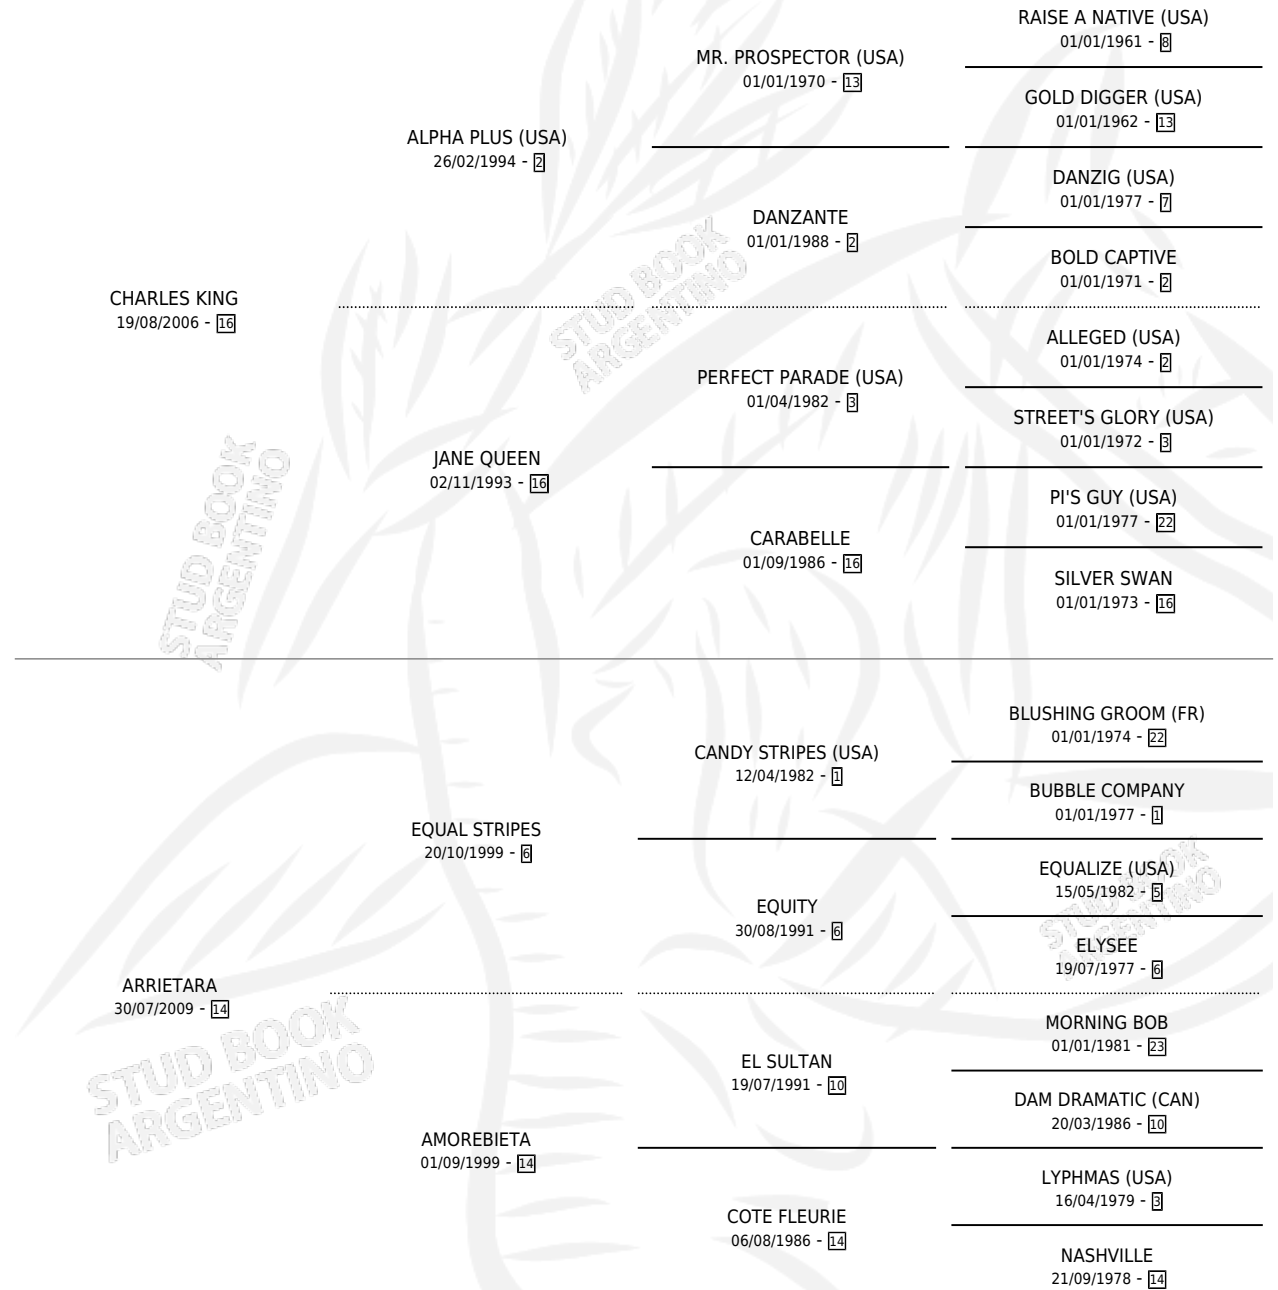 RAISE A NATIVE (USA)
01/01/1961 - 8
MR. PROSPECTOR (USA)
01/01/1970 - 13
GOLD DIGGER (USA)
01/01/1962 - 13
ALPHA PLUS (USA)
26/02/1994 - 2
DANZIG (USA)
01/01/1977 - 7
DANZANTE
01/01/1988 - 2
BOLD CAPTIVE
01/01/1971 - 2
CHARLES KING
19/08/2006 - 16
ALLEGED (USA)
01/01/1974 - 2
PERFECT PARADE (USA)
01/04/1982 - 3
STREET'S GLORY (USA)
01/01/1972 - 3
JANE QUEEN
02/11/1993 - 16
PI'S GUY (USA)
01/01/1977 - 22
CARABELLE
01/09/1986 - 16
SILVER SWAN
01/01/1973 - 16
BLUSHING GROOM (FR)
01/01/1974 - 22
CANDY STRIPES (USA)
12/04/1982 - 1
BUBBLE COMPANY
01/01/1977 - 1
EQUAL STRIPES
20/10/1999 - 6
EQUALIZE (USA)
15/05/1982 - 5
EQUITY
30/08/1991 - 6
ELYSEE
19/07/1977 - 6
ARRIETARA
30/07/2009 - 14
MORNING BOB
01/01/1981 - 23
EL SULTAN
19/07/1991 - 10
DAM DRAMATIC (CAN)
20/03/1986 - 10
AMOREBIETA
01/09/1999 - 14
LYPHMAS (USA)
16/04/1979 - 3
COTE FLEURIE
06/08/1986 - 14
NASHVILLE
21/09/1978 - 14
STUD BOOK
ARGENTINO
STUD BOOK
ARGENTINO
STUD BOOK
ARGENTINO
STUD BOOK
ARGENTINO